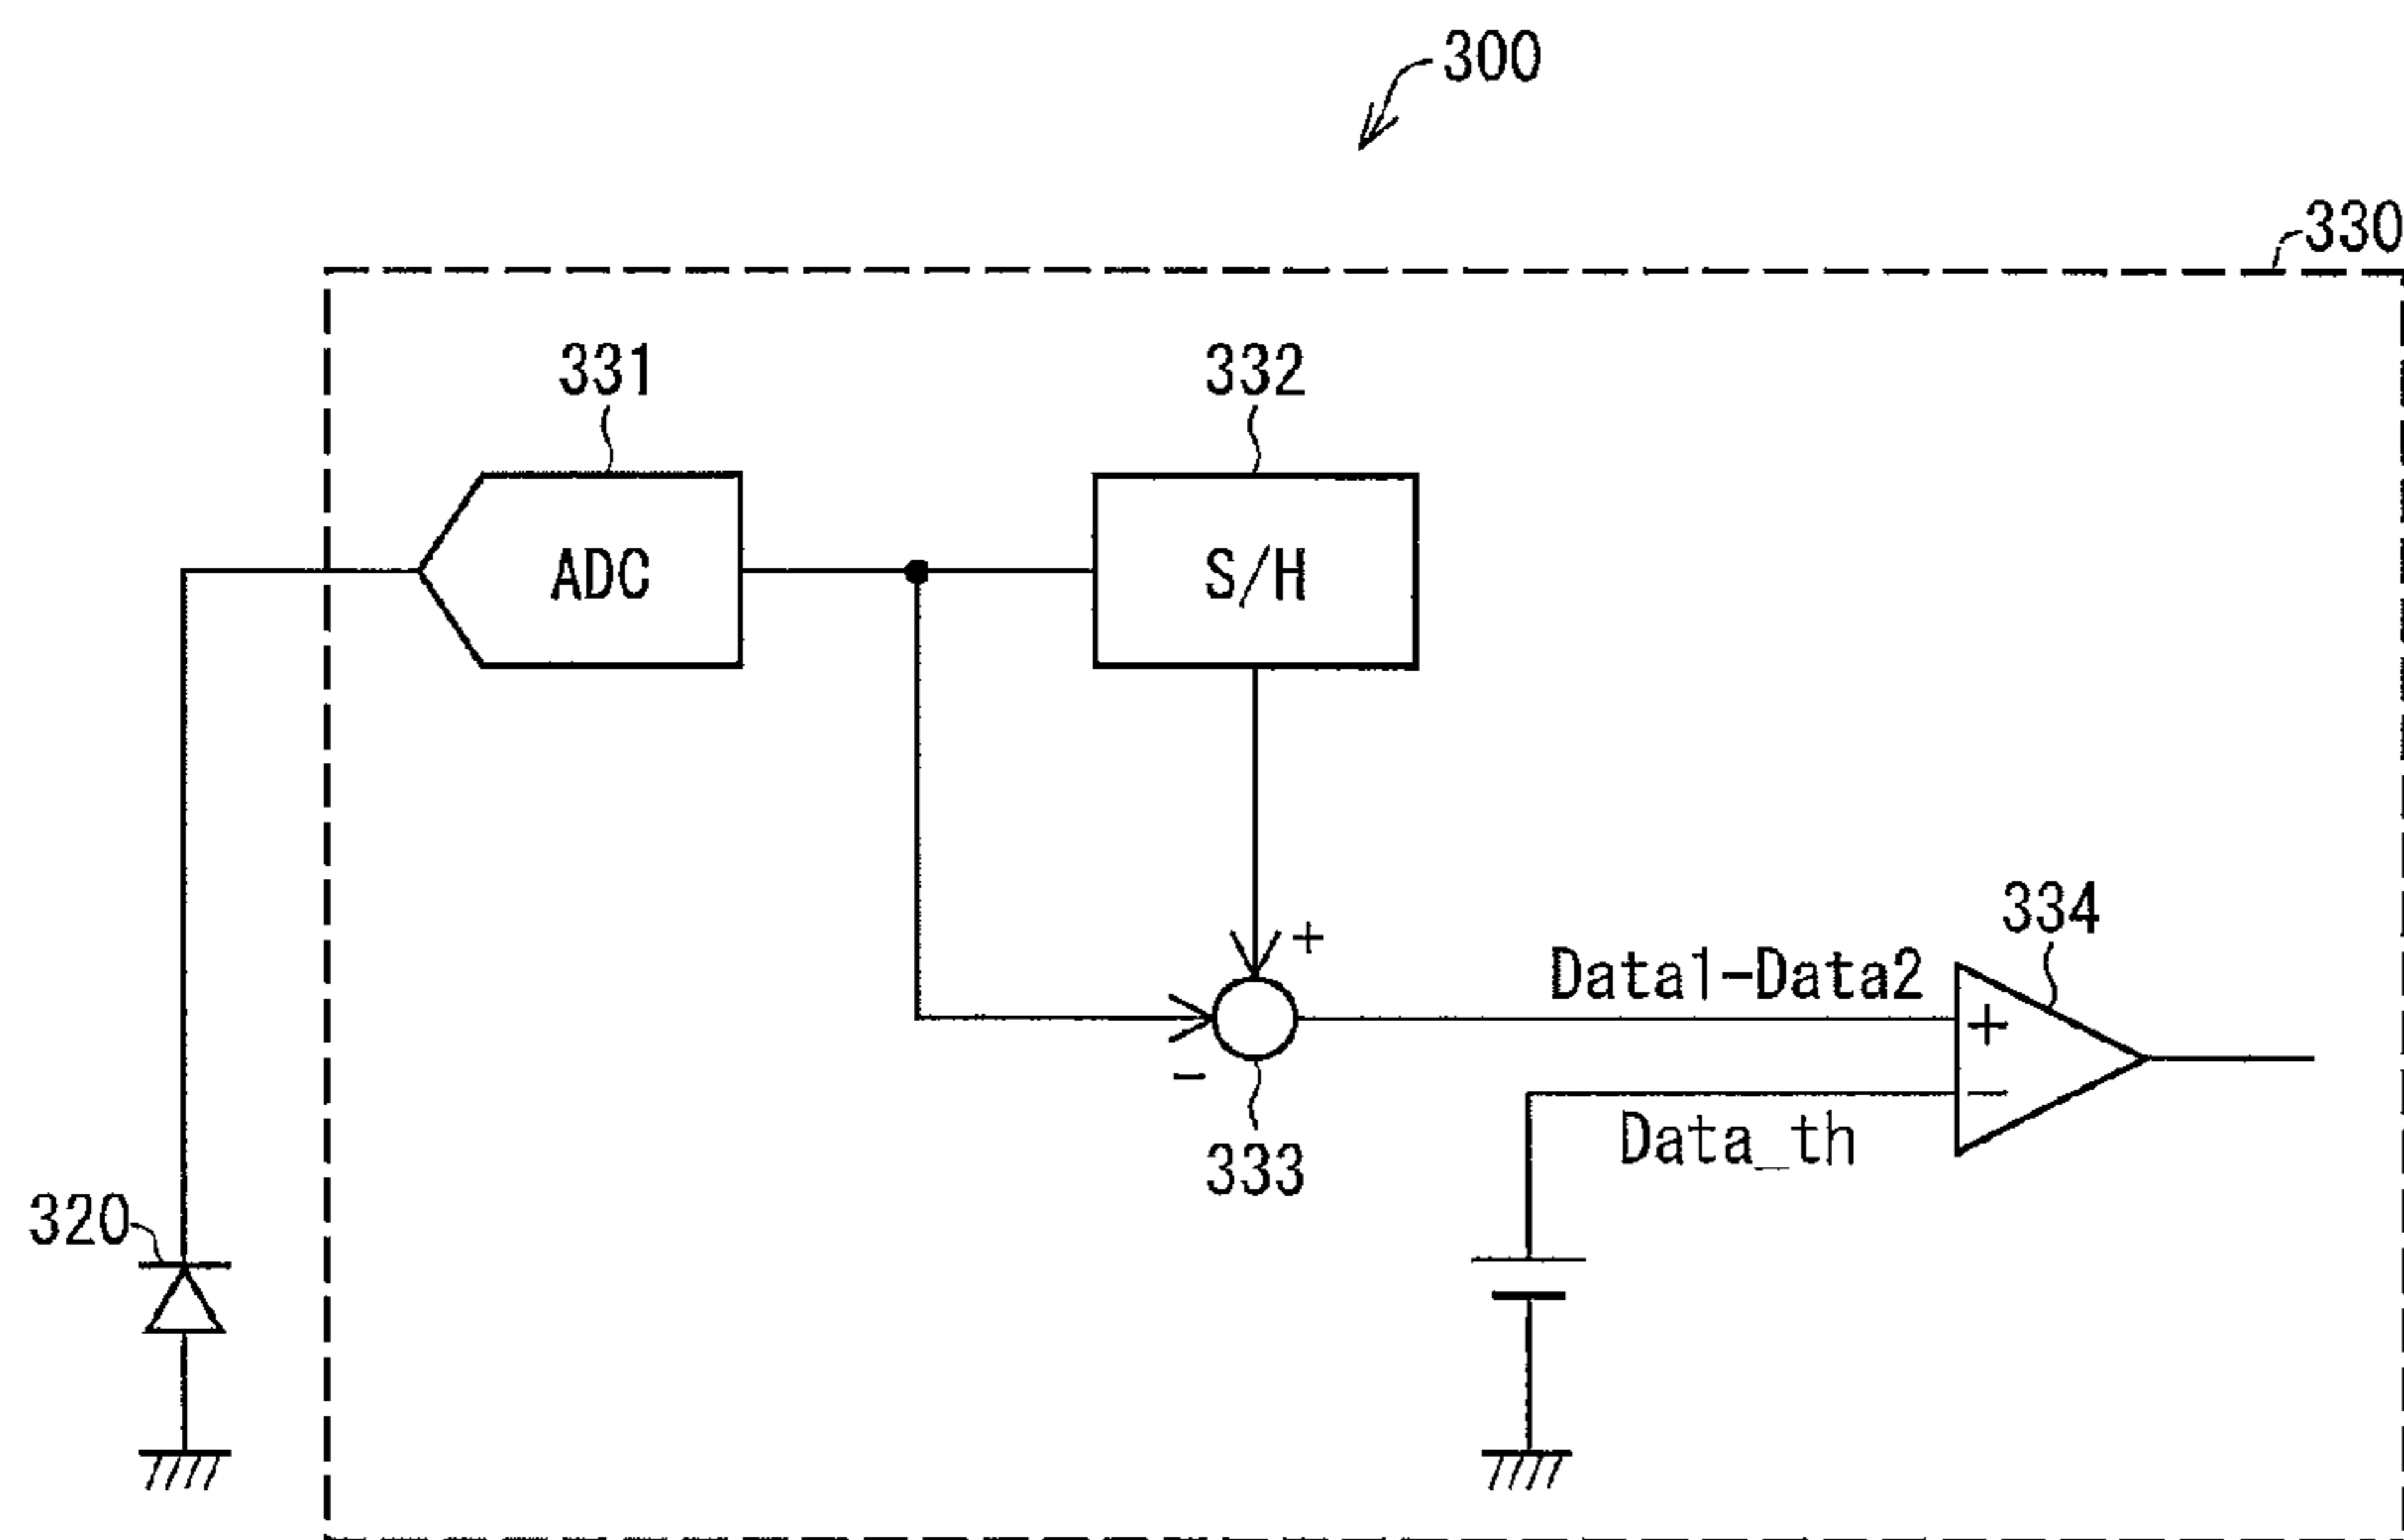 300
330
331
332
ADC
S/H
+
334
Data1-Data2
+
-
-
Data_th
333
320